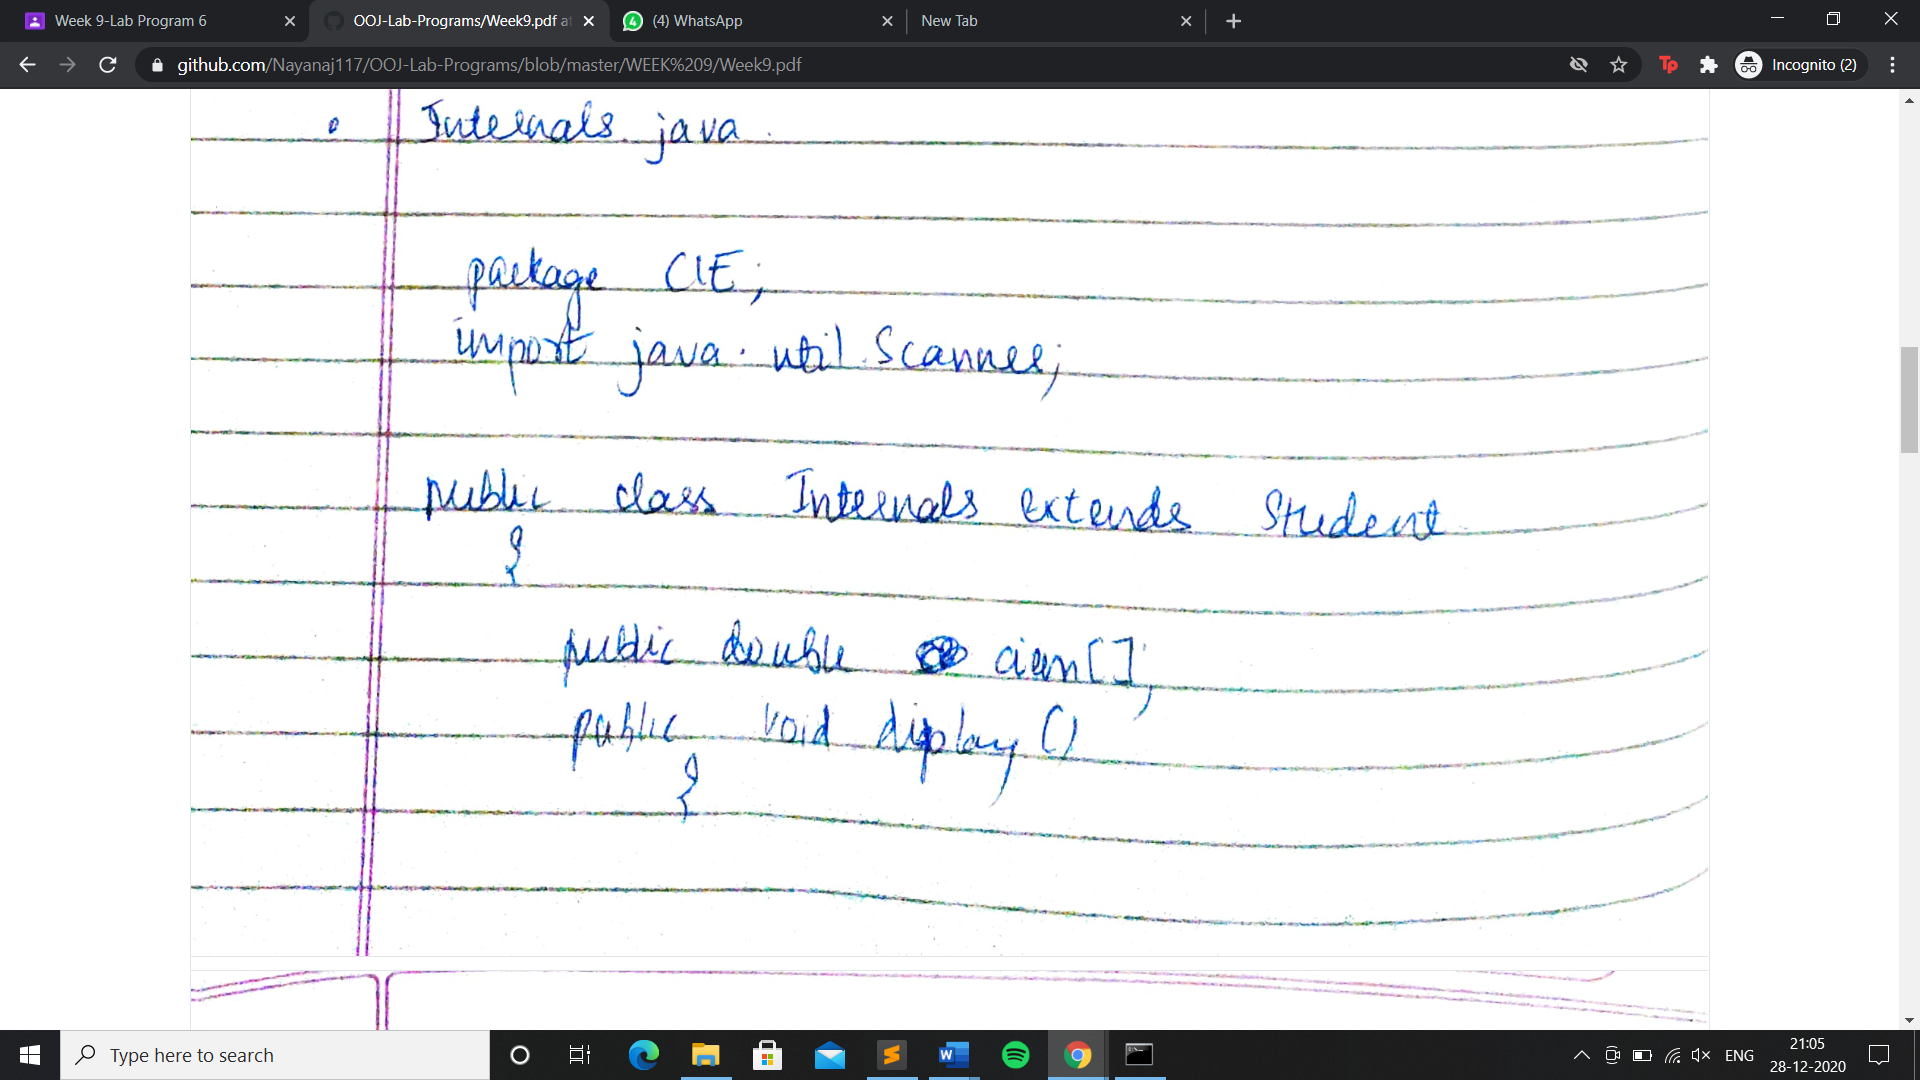 Week 9-Lab Program 6
OOJ-Lab-Programs/Week9.pdf at
(4) WhatsApp
New Tab
github.com/Nayanaj117/OOJ-Lab-Programs/blob/master/WEEK%209/Week9.pdf
Incognito (2)
Internals.java
package CIE;
import java.util.Scanner;
public class Internals extends Student
{
public double ciem[];
public void display()
{
Type here to search
ENG
21:05
28-12-2020